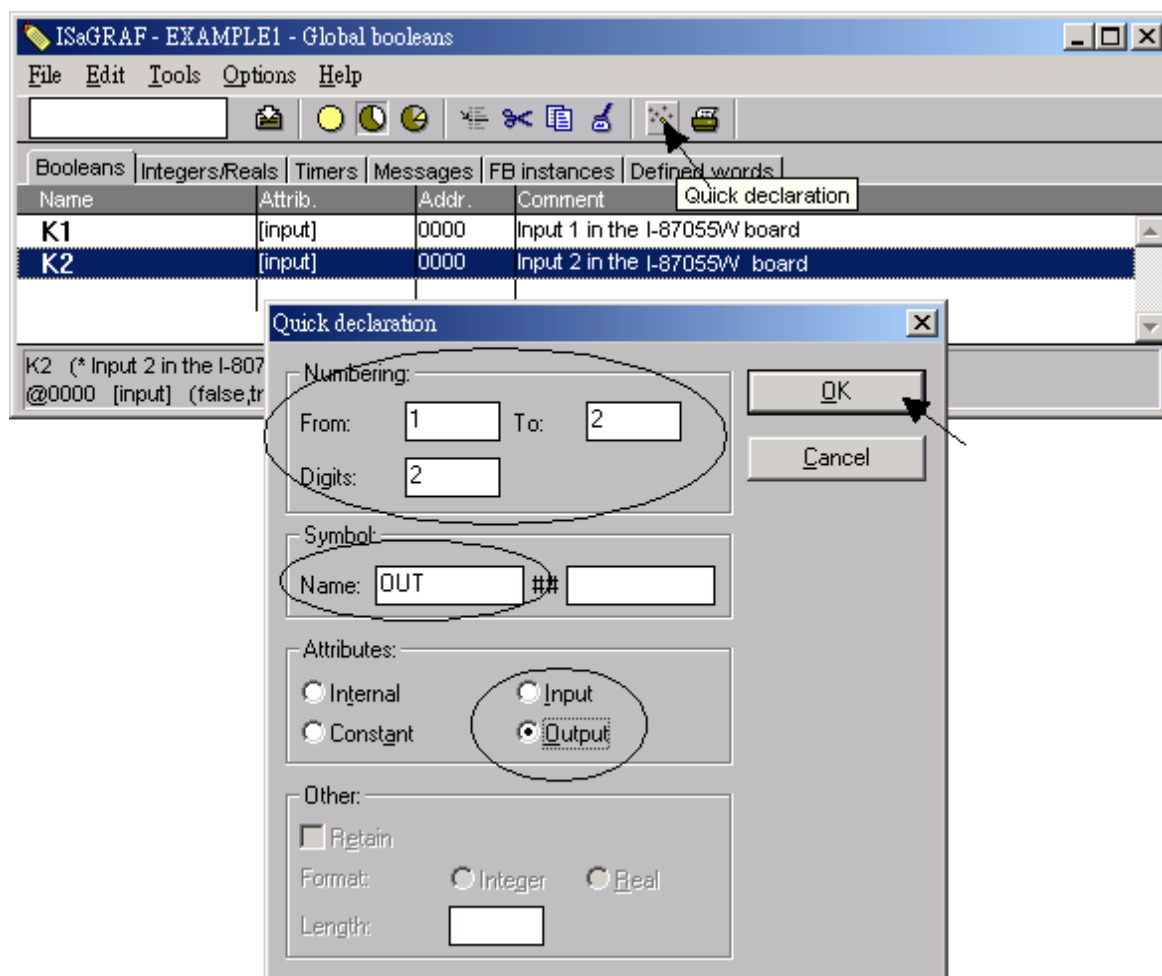 ISaGRAF - EXAMPLE1 - Global booleans
File Edit Tools Options Help
Booleans Integers/Reals Timers Messages FB instances Defined words
Quick declaration
Name Attrib. Addr. Comment
K1 [input] 0000 Input 1 in the I-87055W board
K2 [input] 0000 Input 2 in the I-87055W board
K2 (* Input 2 in the I-807
@0000 [input] (false,tr
Quick declaration
Numbering:
From: 1 To: 2
Digits: 2
OK
Cancel
Symbol:
Name: OUT ##
Attributes:
Internal Input
Constant Output
Other:
Retain
Format: Integer Real
Length: